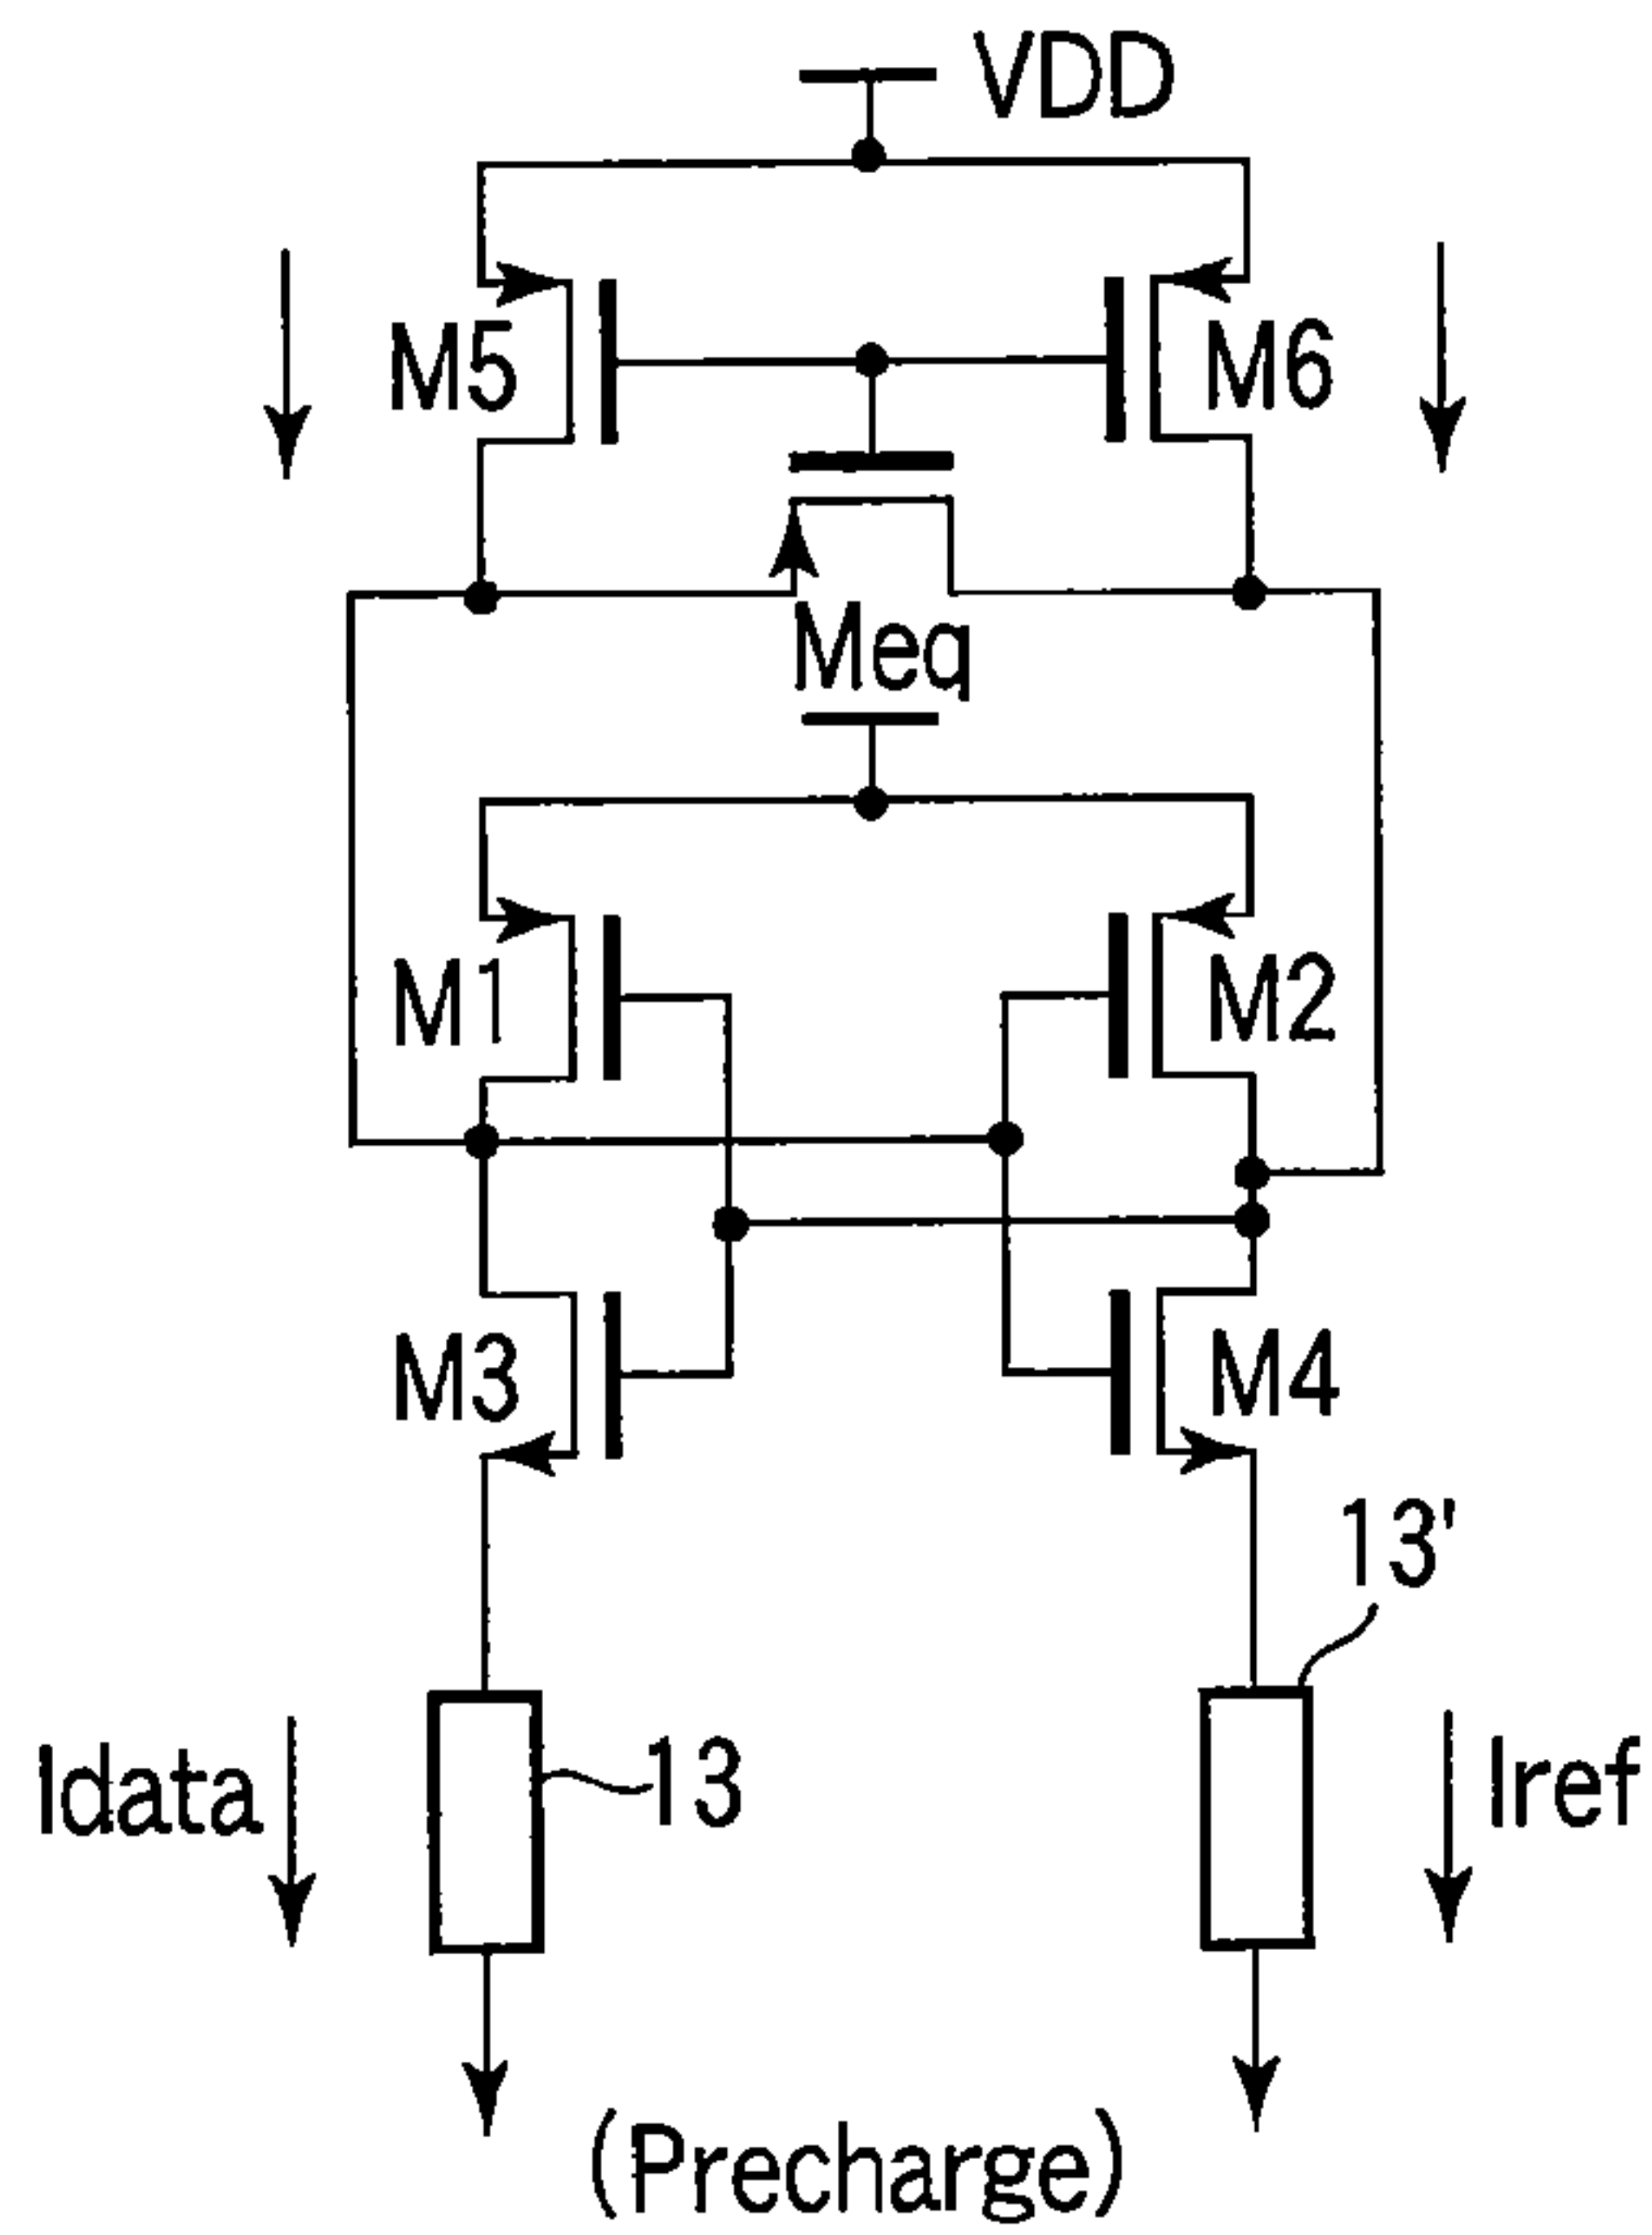 VDD
M5
M6
Meq
M1
M2
M3
M4
13'
Idata
13
Iref
(Precharge)